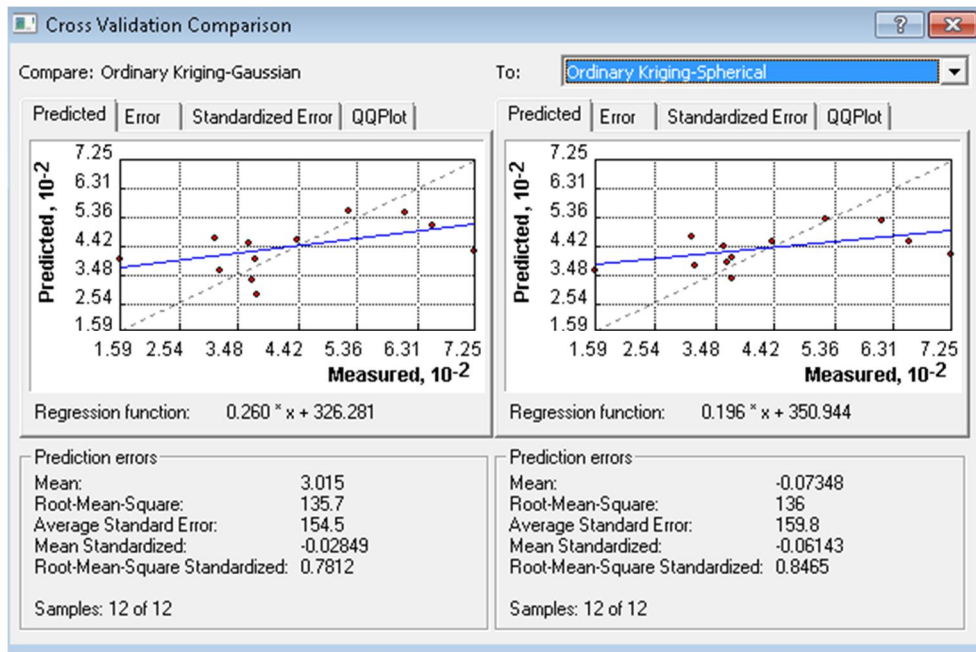 Cross Validation Comparison
Compare: Ordinary Kriging-Gaussian
To: Ordinary Kriging-Spherical
Predicted Error Standardized Error QQPlot
Predicted, 10-2
7.25
6.31
5.36
4.42
3.48
2.54
1.59
1.59 2.54 3.48 4.42 5.36 6.31 7.25
Measured, 10-2
Regression function: 0.260 * x + 326.281
Prediction errors
Mean: 3.015
Root-Mean-Square: 135.7
Average Standard Error: 154.5
Mean Standardized: -0.02849
Root-Mean-Square Standardized: 0.7812
Samples: 12 of 12
Predicted Error Standardized Error QQPlot
Predicted, 10-2
7.25
6.31
5.36
4.42
3.48
2.54
1.59
1.59 2.54 3.48 4.42 5.36 6.31 7.25
Measured, 10-2
Regression function: 0.196 * x + 350.944
Prediction errors
Mean: -0.07348
Root-Mean-Square: 136
Average Standard Error: 159.8
Mean Standardized: -0.06143
Root-Mean-Square Standardized: 0.8465
Samples: 12 of 12